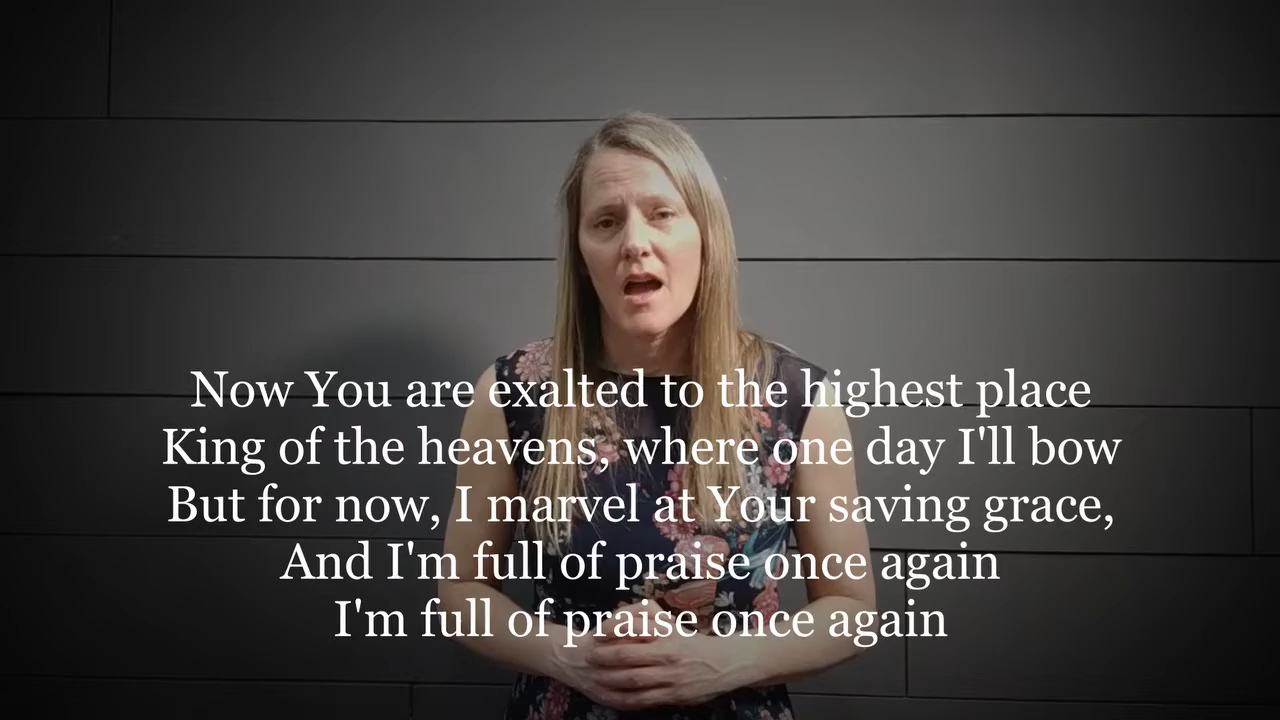 Now You are exalted to the highest place
King of the heavens, where one day I'll bow
But for now, I marvel at Your saving grace,
And I'm full of praise once again
I'm full of praise once again